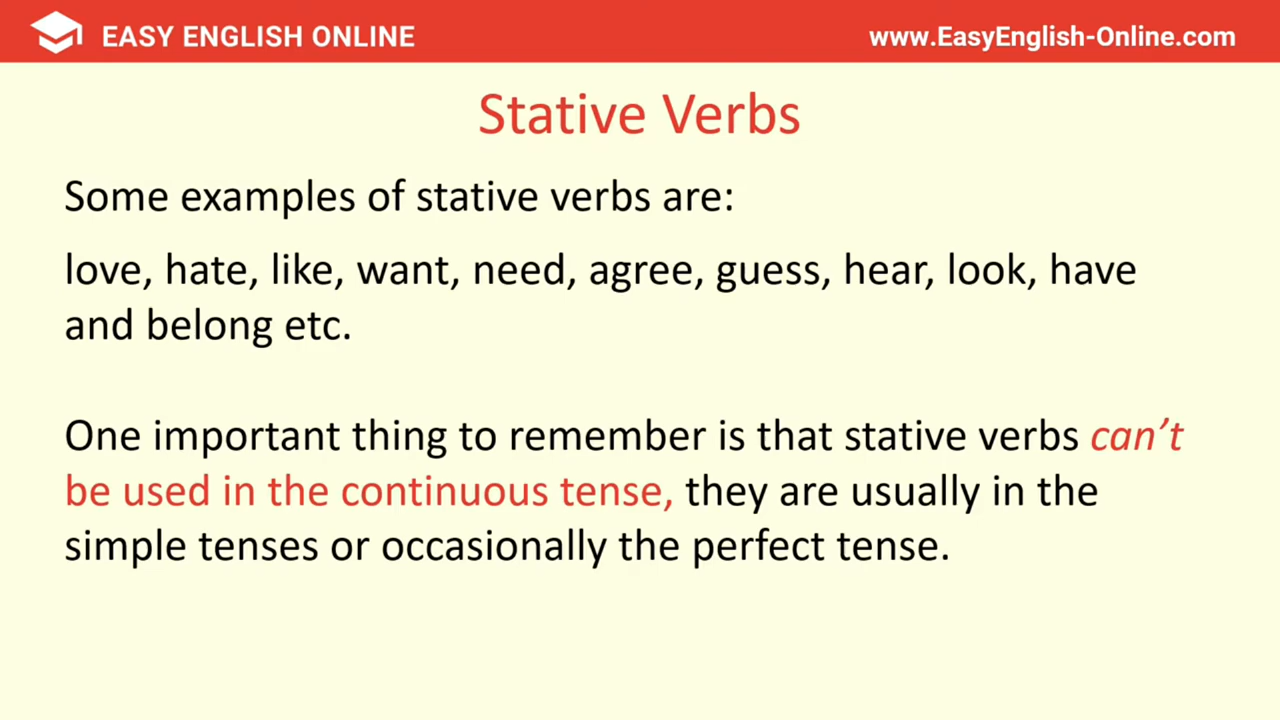 EASY ENGLISH ONLINE
www.EasyEnglish-Online.com
Stative Verbs
Some examples of stative verbs are:
love, hate, like, want, need, agree, guess, hear, look, have
and belong etc.
One important thing to remember is that stative verbs can’t
be used in the continuous tense, they are usually in the
simple tenses or occasionally the perfect tense.